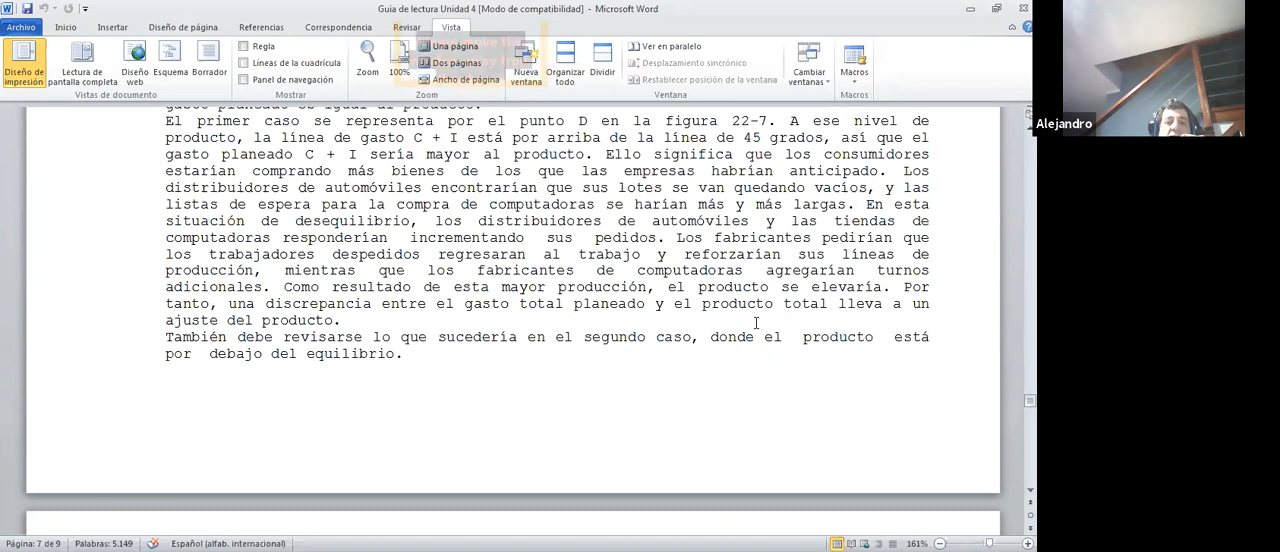 Guia de lectura Unidad 4 [Modo de compatibilidad] - Microsoft Word
Archivo Inicio Insertar Diseño de página Referencias Correspondencia Revisar Vista
Diseño de impresión
Lectura de pantalla completa
Diseño web
Esquema
Borrador
Vistas de documento
Regla
Líneas de la cuadrícula
Panel de navegación
Mostrar
Zoom
100%
Una página
Dos páginas
Ancho de página
Zoom
Nueva ventana
Organizar todo
Dividir
Ver en paralelo
Desplazamiento sincrónico
Restablecer posición de la ventana
Ventana
Cambiar ventanas
Macros
Macros
Alejandro
gasto planeado es igual al producto.
El primer caso se representa por el punto D en la figura 22-7. A ese nivel de
producto, la línea de gasto C + I está por arriba de la línea de 45 grados, así que el
gasto planeado C + I sería mayor al producto. Ello significa que los consumidores
estarían comprando más bienes de los que las empresas habrían anticipado. Los
distribuidores de automóviles encontrarían que sus lotes se van quedando vacíos, y las
listas de espera para la compra de computadoras se harían más y más largas. En esta
situación de desequilibrio, los distribuidores de automóviles y las tiendas de
computadoras responderían incrementando sus pedidos. Los fabricantes pedirían que
los trabajadores despedidos regresaran al trabajo y reforzarían sus líneas de
producción, mientras que los fabricantes de computadoras agregarían turnos
adicionales. Como resultado de esta mayor producción, el producto se elevaría. Por
tanto, una discrepancia entre el gasto total planeado y el producto total lleva a un
ajuste del producto.
También debe revisarse lo que sucedería en el segundo caso, donde el producto está
por debajo del equilibrio.
Página: 7 de 9 Palabras: 5.149 Español (alfab. internacional) 161%